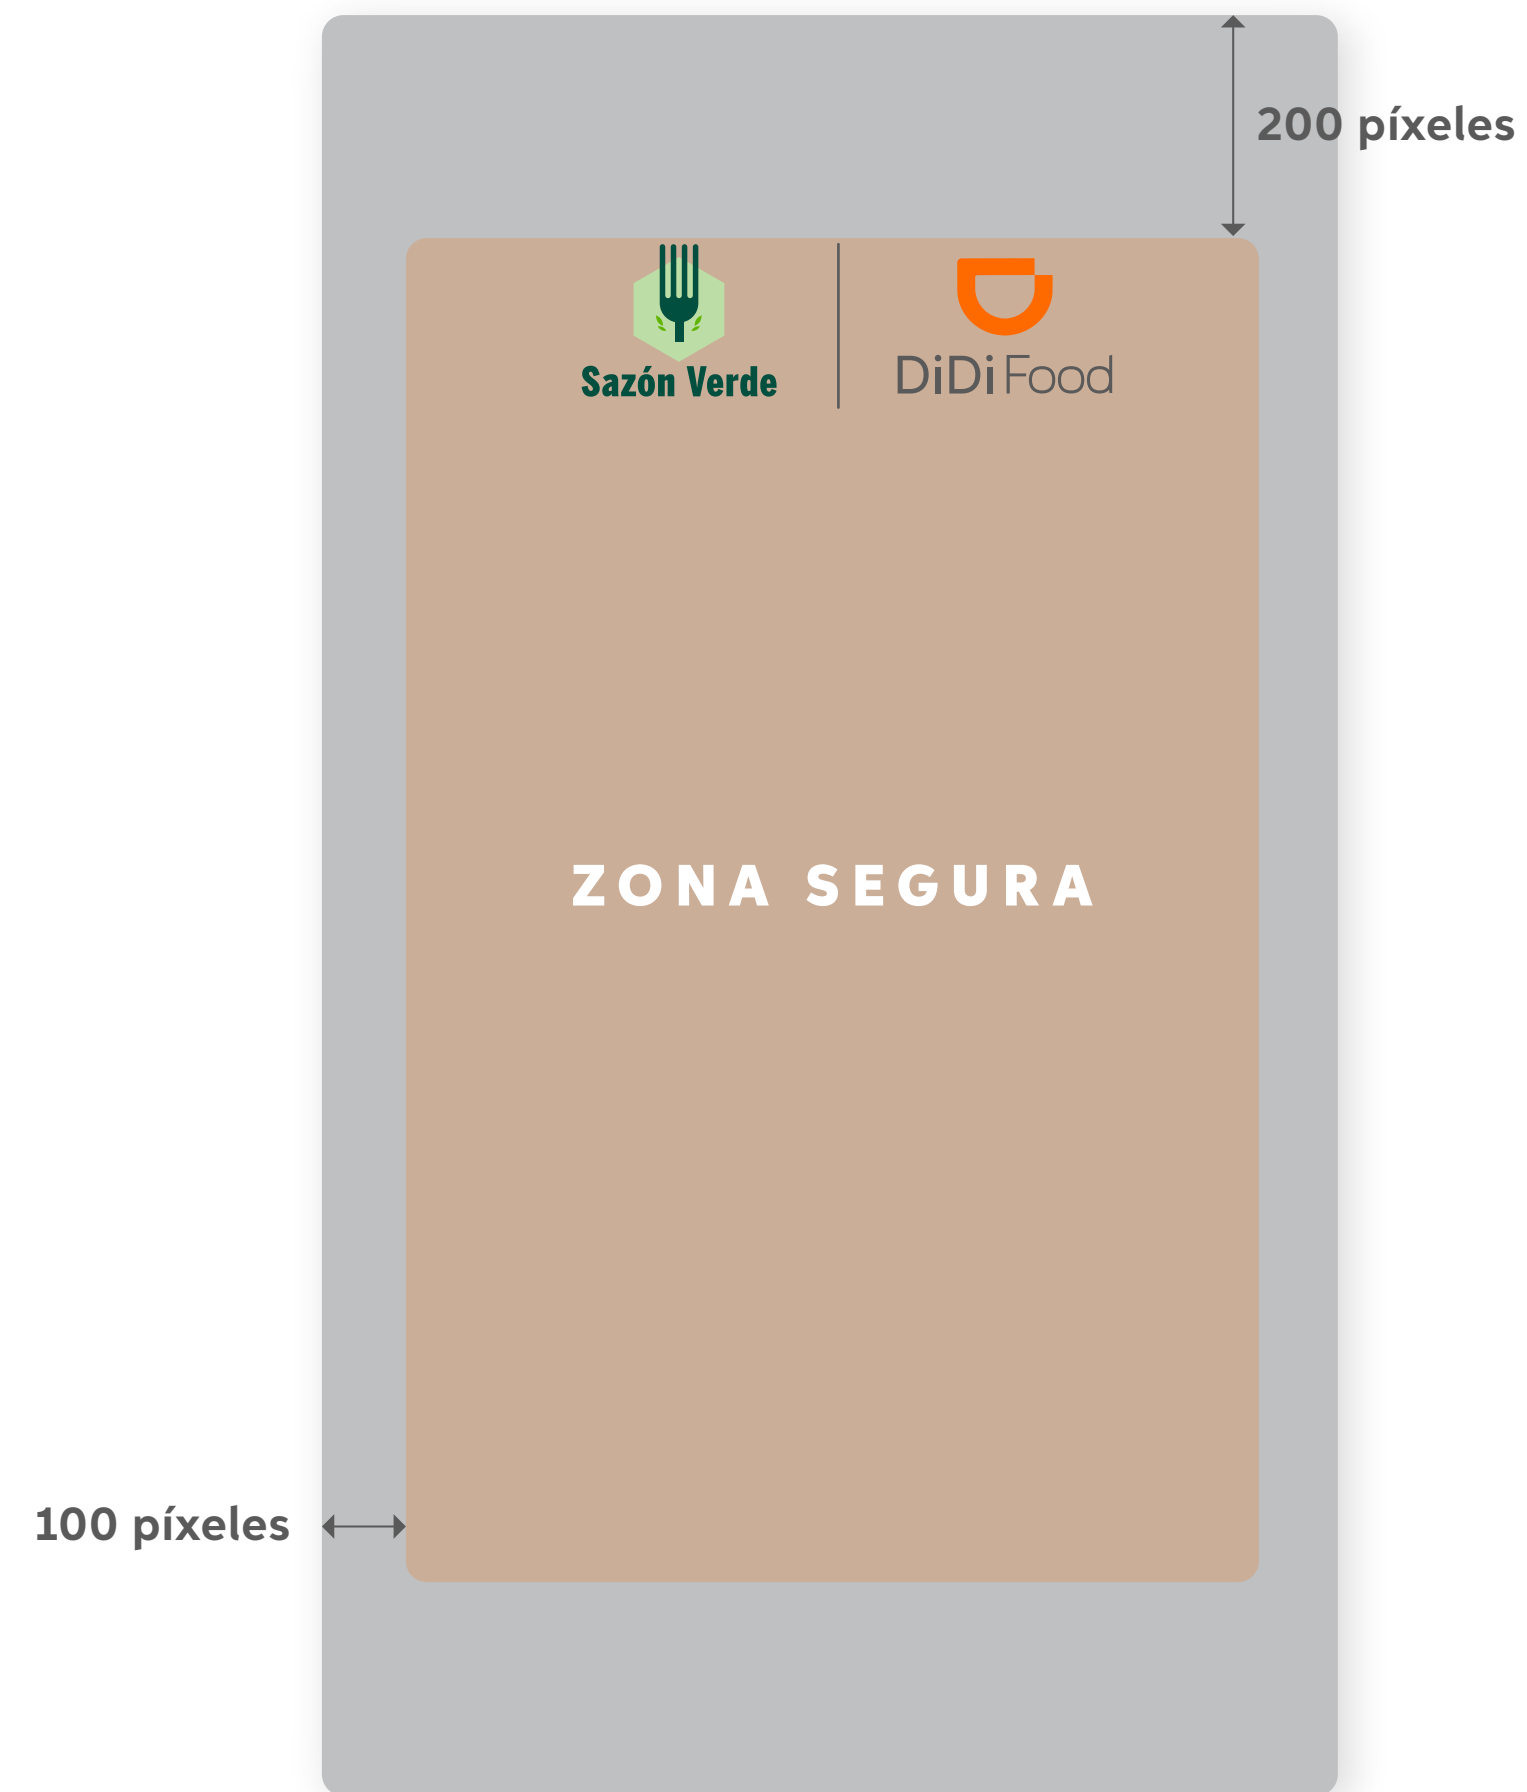 200 píxeles
Sazón Verde
DiDi Food
ZONA SEGURA
100 píxeles